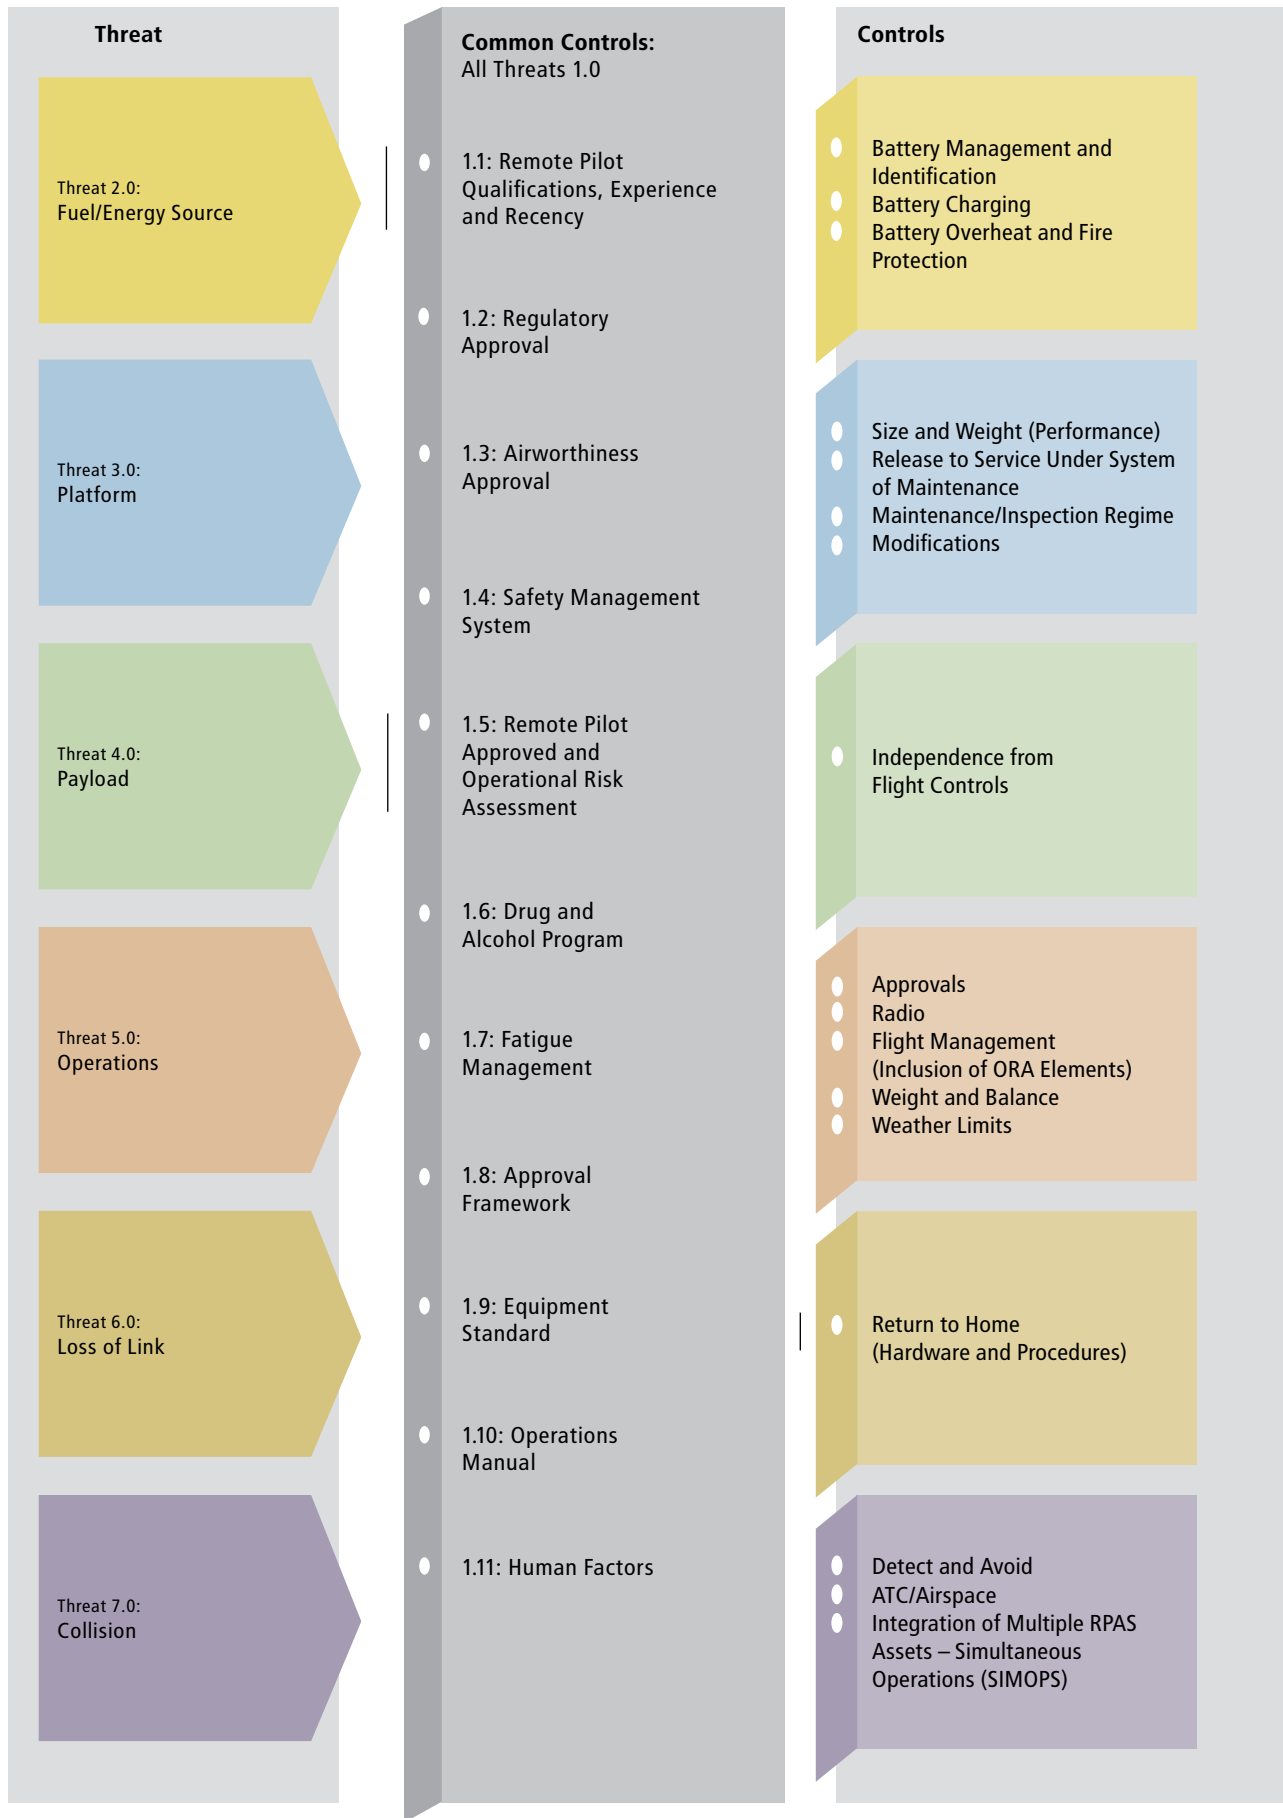 Threat
Threat 2.0:
Fuel/Energy Source
Threat 3.0:
Platform
Threat 4.0:
Payload
Threat 5.0:
Operations
Threat 6.0:
Loss of Link
Threat 7.0:
Collision
Common Controls:
All Threats 1.0
1.1: Remote Pilot
Qualifications, Experience
and Recency
1.2: Regulatory
Approval
1.3: Airworthiness
Approval
1.4: Safety Management
System
1.5: Remote Pilot
Approved and
Operational Risk
Assessment
1.6: Drug and
Alcohol Program
1.7: Fatigue
Management
1.8: Approval
Framework
1.9: Equipment
Standard
1.10: Operations
Manual
1.11: Human Factors
Controls
Battery Management and
Identification
Battery Charging
Battery Overheat and Fire
Protection
Size and Weight (Performance)
Release to Service Under System
of Maintenance
Maintenance/Inspection Regime
Modifications
Independence from
Flight Controls
Approvals
Radio
Flight Management
(Inclusion of ORA Elements)
Weight and Balance
Weather Limits
Return to Home
(Hardware and Procedures)
Detect and Avoid
ATC/Airspace
Integration of Multiple RPAS
Assets – Simultaneous
Operations (SIMOPS)